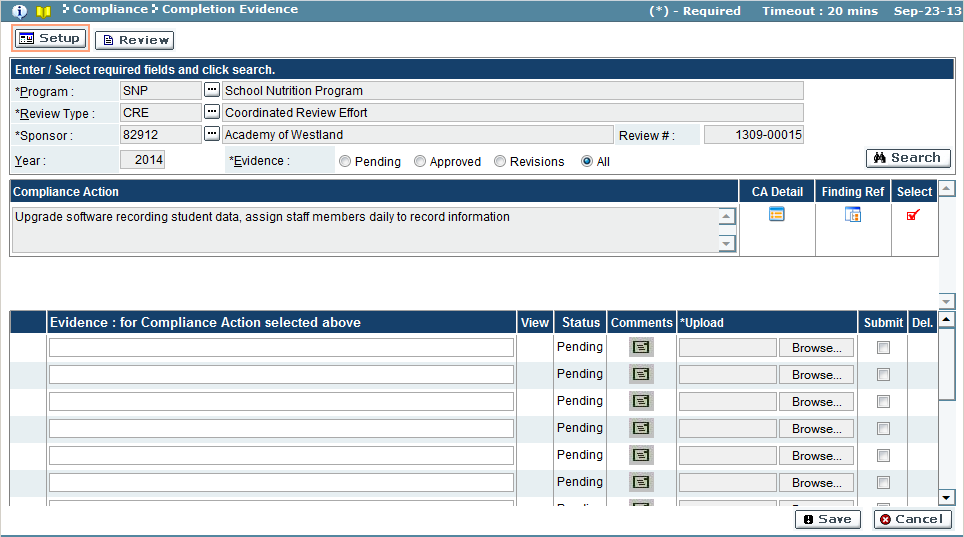 Compliance Completion Evidence (*) - Required Timeout : 20 mins Sep-23-13
Setup Review
Enter / Select required fields and click search.
*Program : SNP ... School Nutrition Program
*Review Type : CRE ... Coordinated Review Effort
*Sponsor : 82912 ... Academy of Westland Review # : 1309-00015
Year : 2014 *Evidence : Pending Approved Revisions All Search
Compliance Action CA Detail Finding Ref Select
Upgrade software recording student data, assign staff members daily to record information
Evidence : for Compliance Action selected above View Status Comments *Upload Submit Del.
Pending Browse...
Pending Browse...
Pending Browse...
Pending Browse...
Pending Browse...
Pending Browse...
Save Cancel